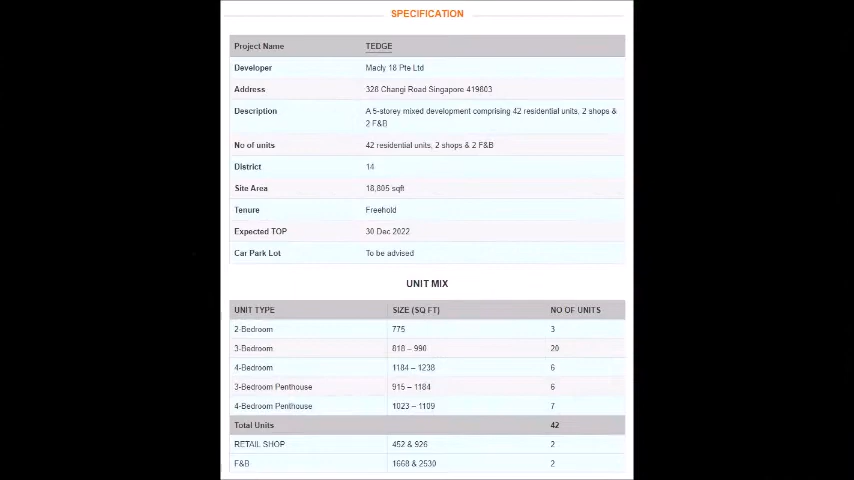 SPECIFICATION
Project Name TEDGE
Developer Macly 18 Pte Ltd
Address 328 Changi Road Singapore 419803
Description A 5-storey mixed development comprising 42 residential units, 2 shops &
2 F&B
No of units 42 residential units, 2 shops & 2 F&B
District 14
Site Area 18,805 sqft
Tenure Freehold
Expected TOP 30 Dec 2022
Car Park Lot To be advised
UNIT MIX
UNIT TYPE SIZE (SQ FT) NO OF UNITS
2-Bedroom 775 3
3-Bedroom 818 – 990 20
4-Bedroom 1184 – 1238 6
3-Bedroom Penthouse 915 – 1184 6
4-Bedroom Penthouse 1023 – 1109 7
Total Units 42
RETAIL SHOP 452 & 926 2
F&B 1668 & 2530 2